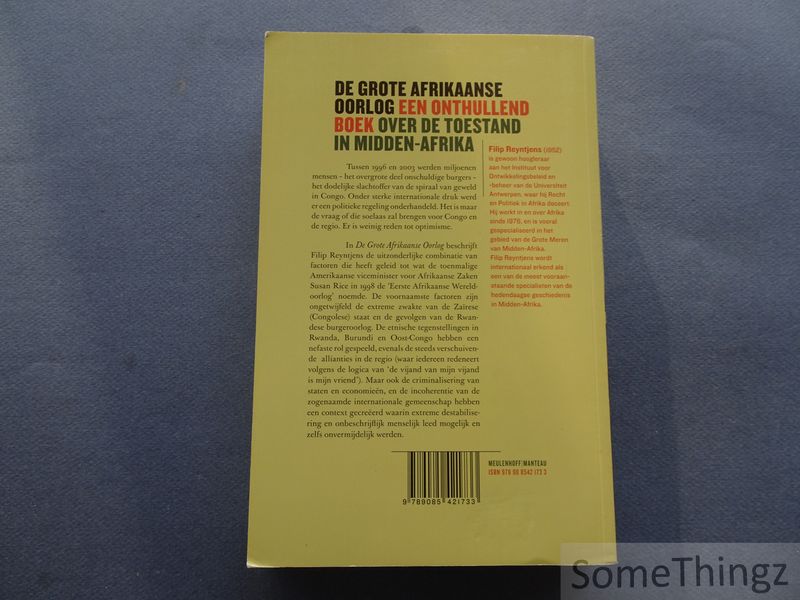 DE GROTE AFRIKAANSE
OORLOG EEN ONTHULLEND
BOEK OVER DE TOESTAND
IN MIDDEN-AFRIKA
Tussen 1996 en 2003 werden miljoenen
mensen – het overgrote deel onschuldige burgers –
het dodelijke slachtoffer van de spiraal van geweld
in Congo. Onder sterke internationale druk werd
er een politieke regeling onderhandeld. Het is maar
de vraag of die soelaas zal brengen voor Congo en
de regio. Er is weinig reden tot optimisme.
In De Grote Afrikaanse Oorlog beschrijft
Filip Reyntjens de uitzonderlijke combinatie van
factoren die heeft geleid tot wat de toenmalige
Amerikaanse viceminister voor Afrikaanse Zaken
Susan Rice in 1998 de 'Eerste Afrikaanse Wereld-
oorlog' noemde. De voornaamste factoren zijn
ongetwijfeld de extreme zwakte van de Zaïrese
(Congolese) staat en de gevolgen van de Rwan-
dese burgeroorlog. De etnische tegenstellingen in
Rwanda, Burundi en Oost-Congo hebben een
nefaste rol gespeeld, evenals de steeds verschuiven-
de allianties in de regio (waar iedereen redeneert
volgens de logica van 'de vijand van mijn vijand
is mijn vriend'). Maar ook de criminalisering van
staten en economieën, en de incoherentie van de
zogenaamde internationale gemeenschap hebben
een context gecreëerd waarin extreme destabilise-
ring en onbeschrijflijk menselijk leed mogelijk en
zelfs onvermijdelijk werden.
Filip Reyntjens (1952)
is gewoon hoogleraar
aan het Instituut voor
Ontwikkelingsbeleid en
-beheer van de Universiteit
Antwerpen, waar hij Recht
en Politiek in Afrika doceert.
Hij werkt in en over Afrika
sinds 1976, en is vooral
gespecialiseerd in het
gebied van de Grote Meren
van Midden-Afrika.
Filip Reyntjens wordt
internationaal erkend als
een van de meest vooraan-
staande specialisten van de
hedendaagse geschiedenis
in Midden-Afrika.
MEULENHOFF|MANTEAU
ISBN 978 90 8542 173 3
9 789085 421733
SomeThingz